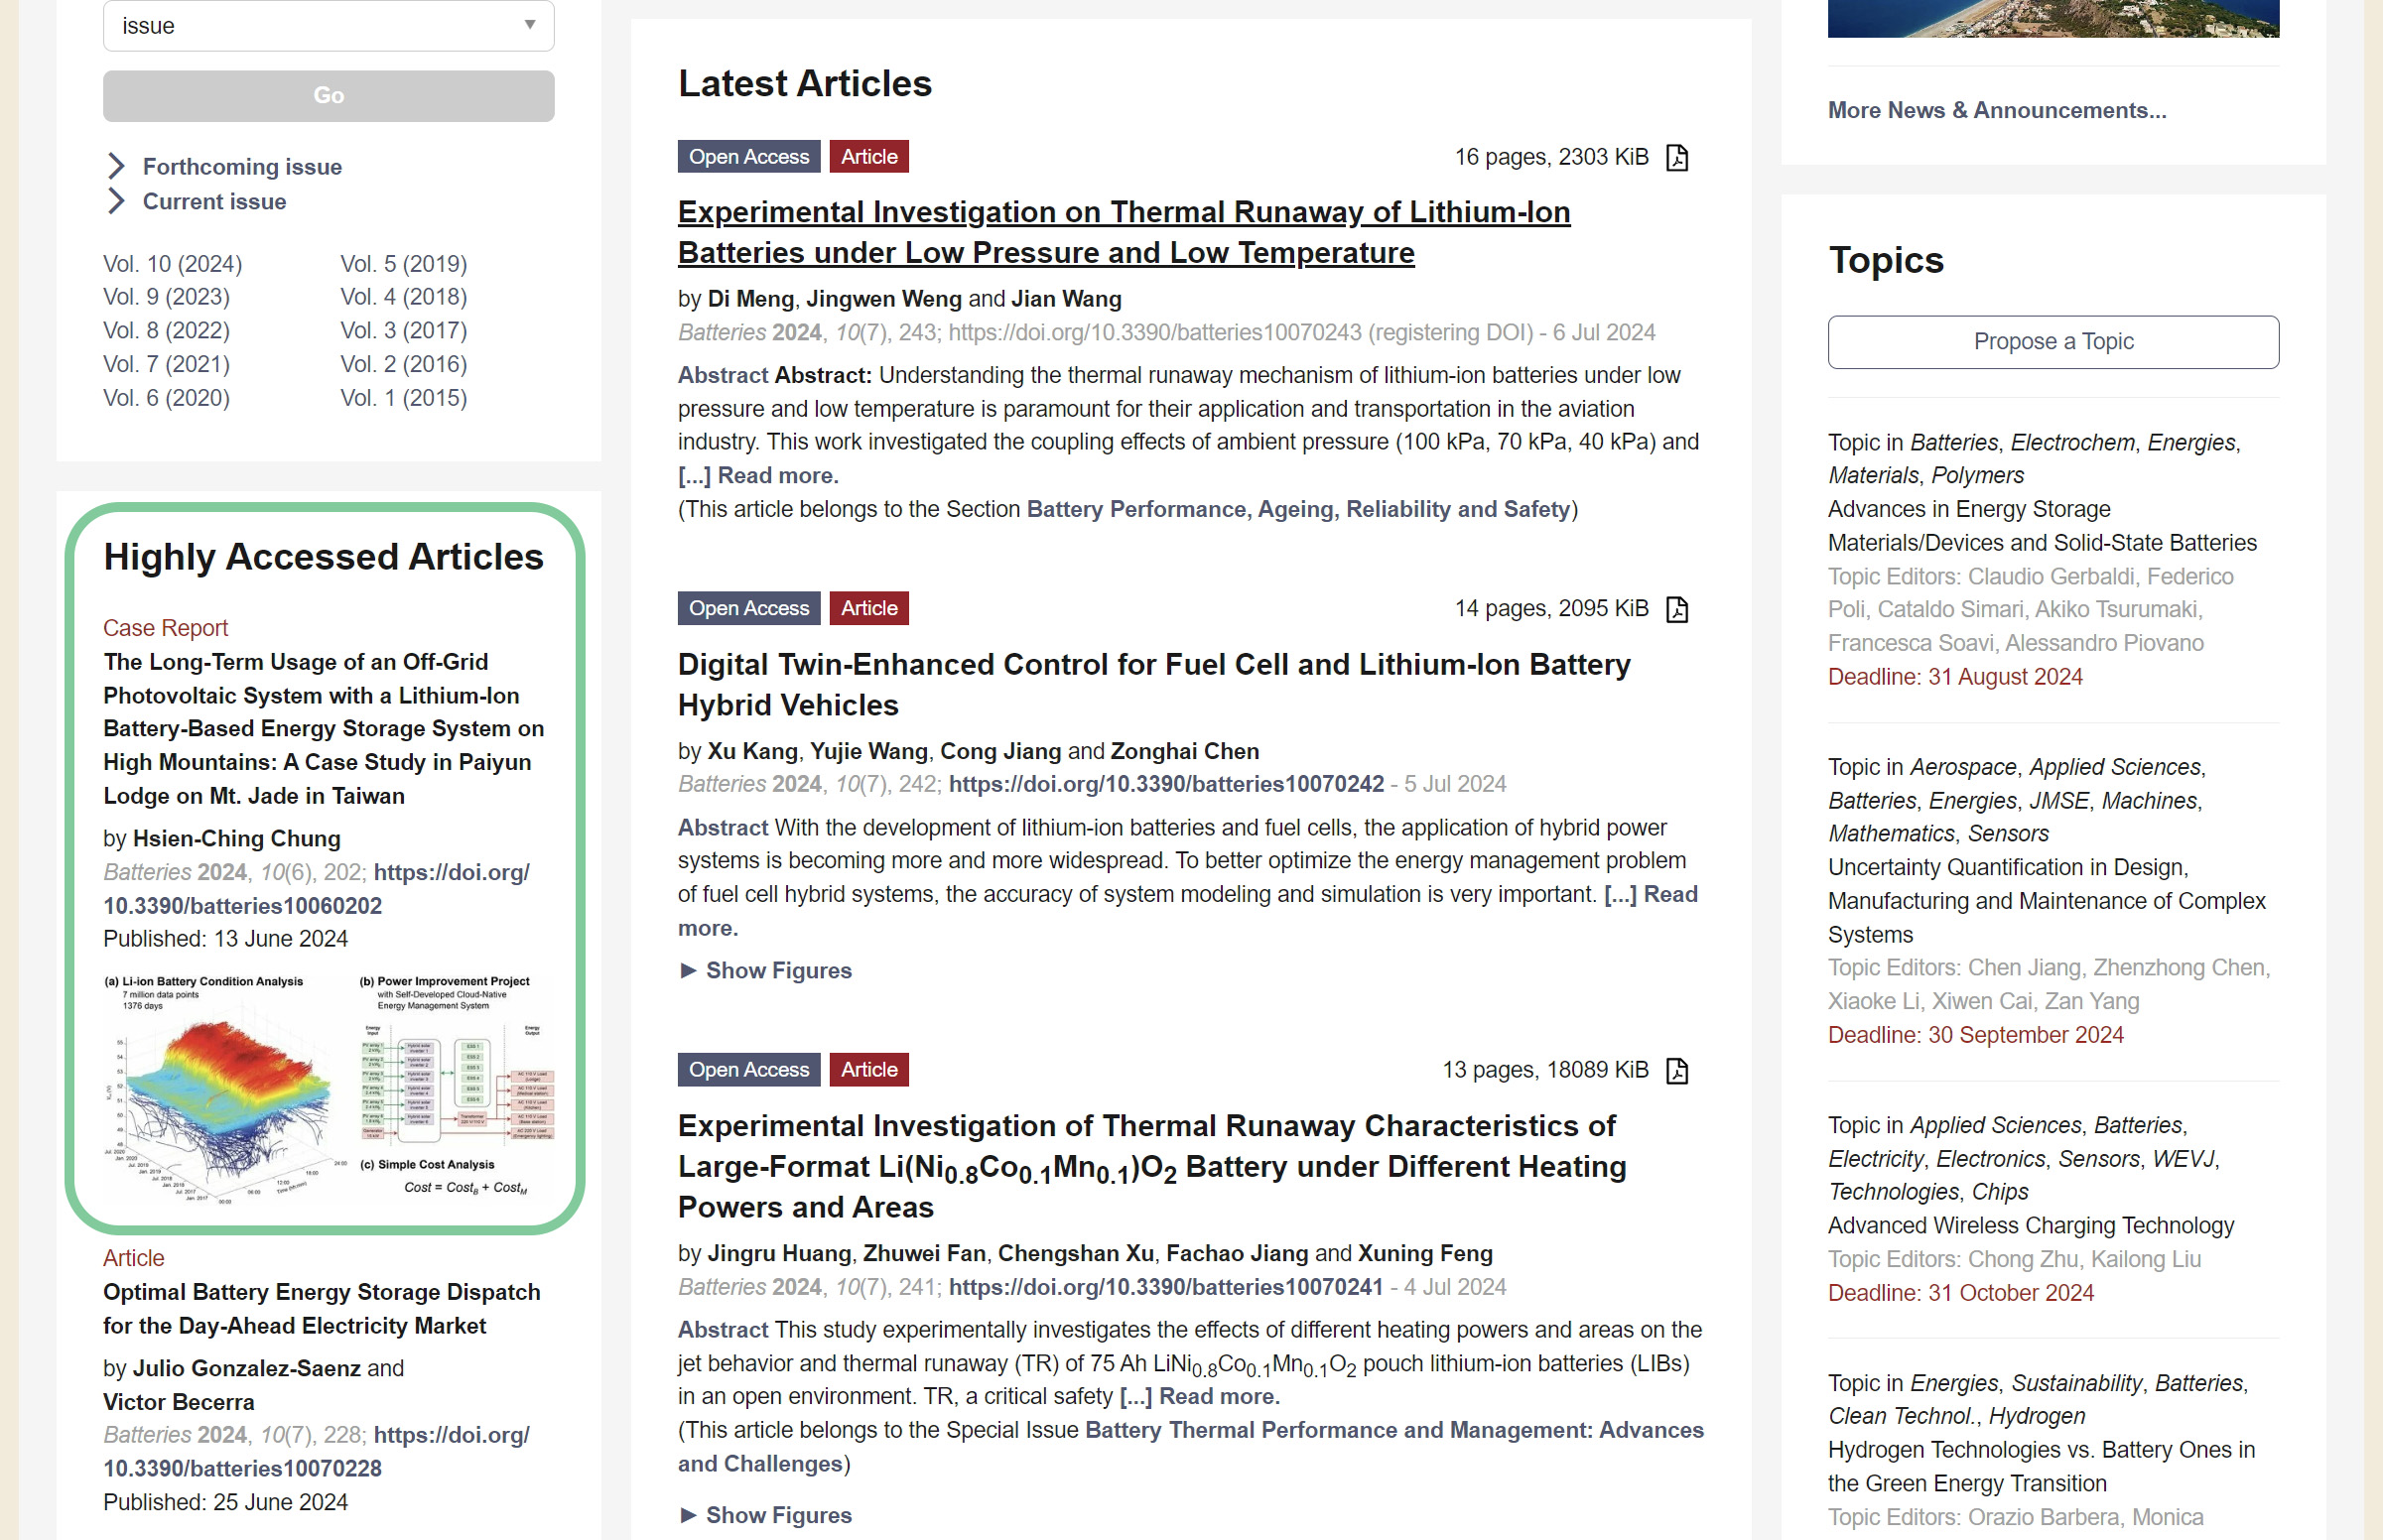 issue
Go
Forthcoming issue
Current issue
Vol. 10 (2024)
Vol. 5 (2019)
Vol. 9 (2023)
Vol. 4 (2018)
Vol. 8 (2022)
Vol. 3 (2017)
Vol. 7 (2021)
Vol. 2 (2016)
Vol. 6 (2020)
Vol. 1 (2015)
Highly Accessed Articles
Case Report
The Long-Term Usage of an Off-Grid
Photovoltaic System with a Lithium-Ion
Battery-Based Energy Storage System on
High Mountains: A Case Study in Paiyun
Lodge on Mt. Jade in Taiwan
by Hsien-Ching Chung
Batteries 2024, 10(6), 202; https://doi.org/
10.3390/batteries10060202
Published: 13 June 2024
(a) Li-ion Battery Condition Analysis
7 million data points
1376 days
(b) Power Improvement Project
with Self-Developed Cloud-Native
Energy Management System
Energy Input
Energy Output
(c) Simple Cost Analysis
Cost = CostB + CostM
Article
Optimal Battery Energy Storage Dispatch
for the Day-Ahead Electricity Market
by Julio Gonzalez-Saenz and
Victor Becerra
Batteries 2024, 10(7), 228; https://doi.org/
10.3390/batteries10070228
Published: 25 June 2024
Latest Articles
Open Access Article 16 pages, 2303 KiB
Experimental Investigation on Thermal Runaway of Lithium-Ion
Batteries under Low Pressure and Low Temperature
by Di Meng, Jingwen Weng and Jian Wang
Batteries 2024, 10(7), 243; https://doi.org/10.3390/batteries10070243 (registering DOI) - 6 Jul 2024
Abstract Abstract: Understanding the thermal runaway mechanism of lithium-ion batteries under low
pressure and low temperature is paramount for their application and transportation in the aviation
industry. This work investigated the coupling effects of ambient pressure (100 kPa, 70 kPa, 40 kPa) and
[...] Read more.
(This article belongs to the Section Battery Performance, Ageing, Reliability and Safety)
Open Access Article 14 pages, 2095 KiB
Digital Twin-Enhanced Control for Fuel Cell and Lithium-Ion Battery
Hybrid Vehicles
by Xu Kang, Yujie Wang, Cong Jiang and Zonghai Chen
Batteries 2024, 10(7), 242; https://doi.org/10.3390/batteries10070242 - 5 Jul 2024
Abstract With the development of lithium-ion batteries and fuel cells, the application of hybrid power
systems is becoming more and more widespread. To better optimize the energy management problem
of fuel cell hybrid systems, the accuracy of system modeling and simulation is very important. [...] Read
more.
► Show Figures
Open Access Article 13 pages, 18089 KiB
Experimental Investigation of Thermal Runaway Characteristics of
Large-Format Li(Ni0.8Co0.1Mn0.1)O2 Battery under Different Heating
Powers and Areas
by Jingru Huang, Zhuwei Fan, Chengshan Xu, Fachao Jiang and Xuning Feng
Batteries 2024, 10(7), 241; https://doi.org/10.3390/batteries10070241 - 4 Jul 2024
Abstract This study experimentally investigates the effects of different heating powers and areas on the
jet behavior and thermal runaway (TR) of 75 Ah LiNi0.8Co0.1Mn0.1O2 pouch lithium-ion batteries (LIBs)
in an open environment. TR, a critical safety [...] Read more.
(This article belongs to the Special Issue Battery Thermal Performance and Management: Advances
and Challenges)
► Show Figures
More News & Announcements...
Topics
Propose a Topic
Topic in Batteries, Electrochem, Energies,
Materials, Polymers
Advances in Energy Storage
Materials/Devices and Solid-State Batteries
Topic Editors: Claudio Gerbaldi, Federico
Poli, Cataldo Simari, Akiko Tsurumaki,
Francesca Soavi, Alessandro Piovano
Deadline: 31 August 2024
Topic in Aerospace, Applied Sciences,
Batteries, Energies, JMSE, Machines,
Mathematics, Sensors
Uncertainty Quantification in Design,
Manufacturing and Maintenance of Complex
Systems
Topic Editors: Chen Jiang, Zhenzhong Chen,
Xiaoke Li, Xiwen Cai, Zan Yang
Deadline: 30 September 2024
Topic in Applied Sciences, Batteries,
Electricity, Electronics, Sensors, WEVJ,
Technologies, Chips
Advanced Wireless Charging Technology
Topic Editors: Chong Zhu, Kailong Liu
Deadline: 31 October 2024
Topic in Energies, Sustainability, Batteries,
Clean Technol., Hydrogen
Hydrogen Technologies vs. Battery Ones in
the Green Energy Transition
Topic Editors: Orazio Barbera, Monica